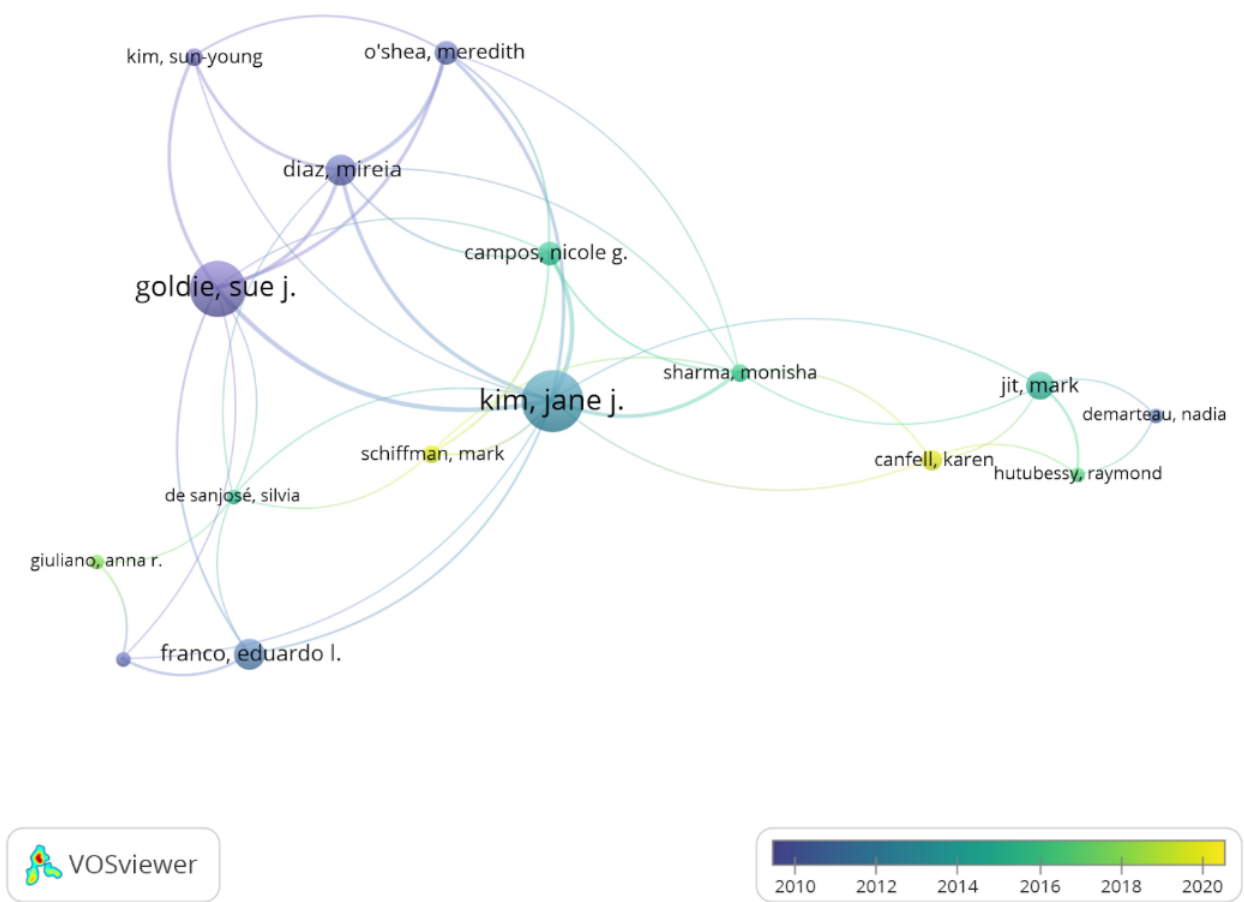 kim, sun-young
o'shea, meredith
diaz, mireia
campos, nicole g.
goldie, sue j.
sharma, monisha
jit, mark
kim, jane j.
demarteau, nadia
schiffman, mark
canfell, karen
hutubessy, raymond
de sanjosé, silvia
giuliano, anna r.
franco, eduardo l.
VOSviewer
2010 2012 2014 2016 2018 2020